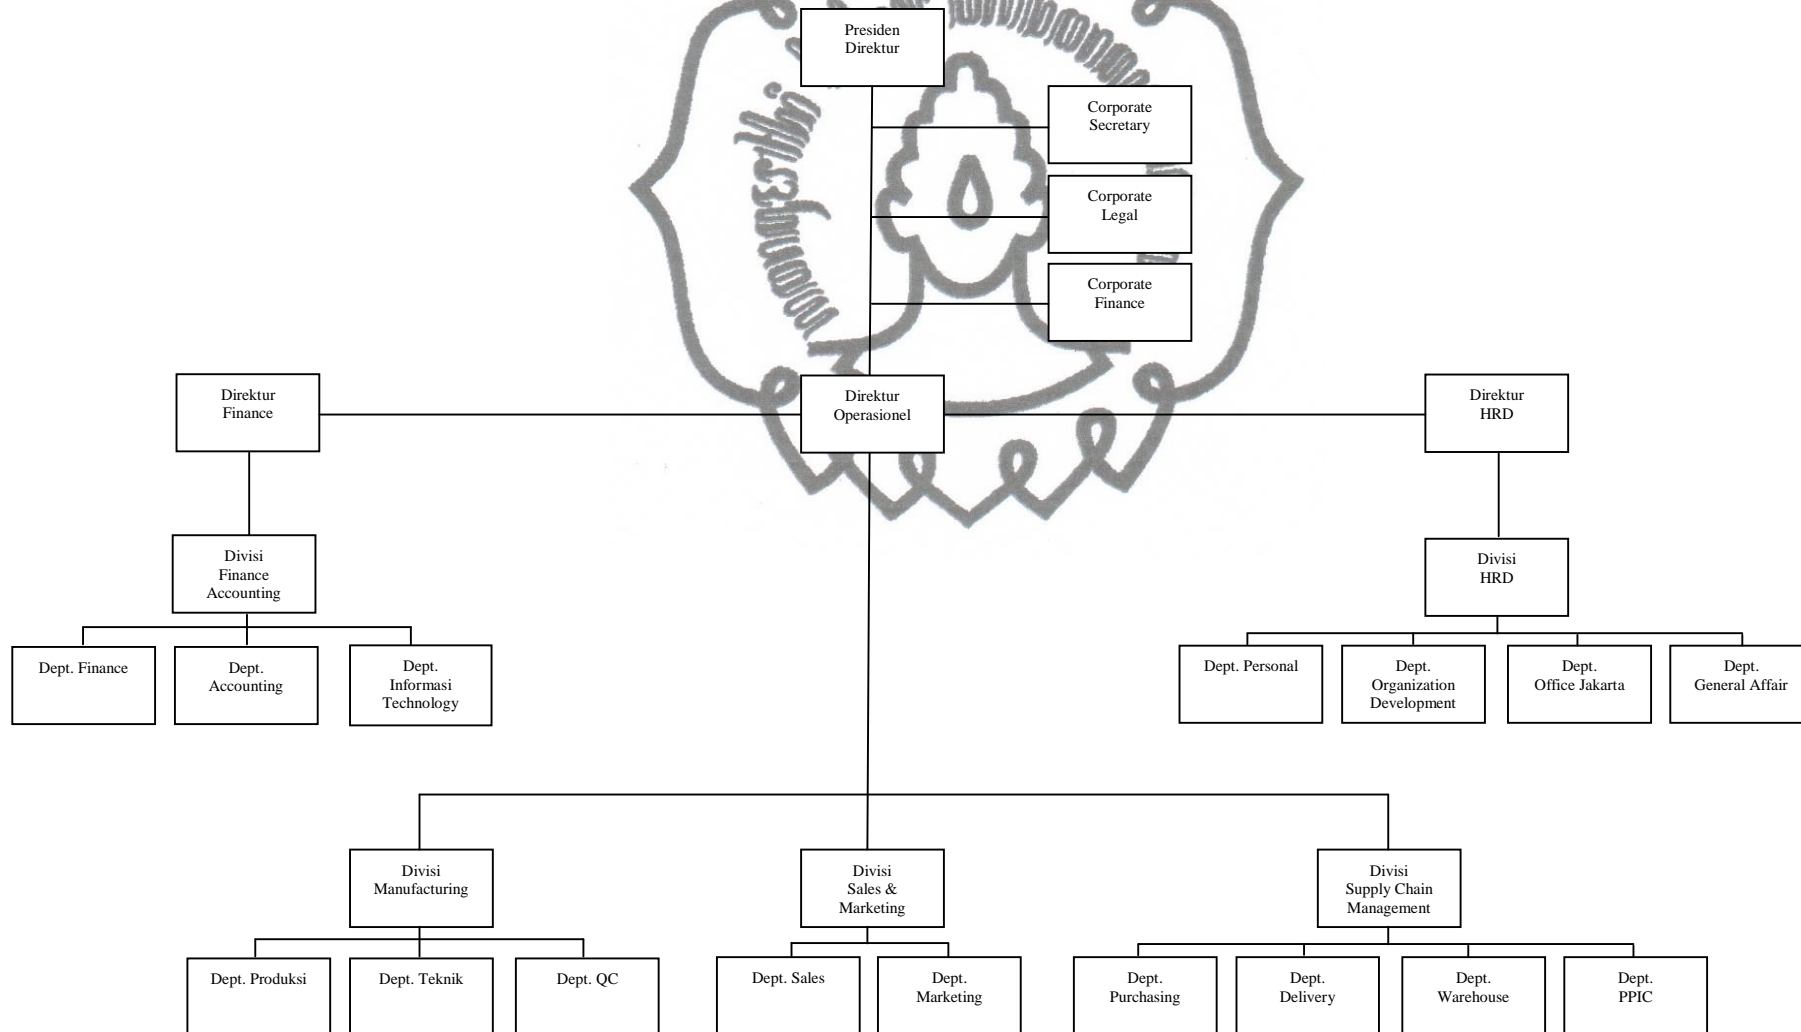 Presiden
Direktur
Corporate
Secretary
Corporate
Legal
Corporate
Finance
Direktur
Finance
Direktur
Operasionel
Direktur
HRD
Divisi
Finance
Accounting
Divisi
HRD
Dept. Finance
Dept.
Accounting
Dept.
Informasi
Technology
Dept. Personal
Dept.
Organization
Development
Dept.
Office Jakarta
Dept.
General Affair
Divisi
Manufacturing
Divisi
Sales &
Marketing
Divisi
Supply Chain
Management
Dept. Produksi
Dept. Teknik
Dept. QC
Dept. Sales
Dept.
Marketing
Dept.
Purchasing
Dept.
Delivery
Dept.
Warehouse
Dept.
PPIC